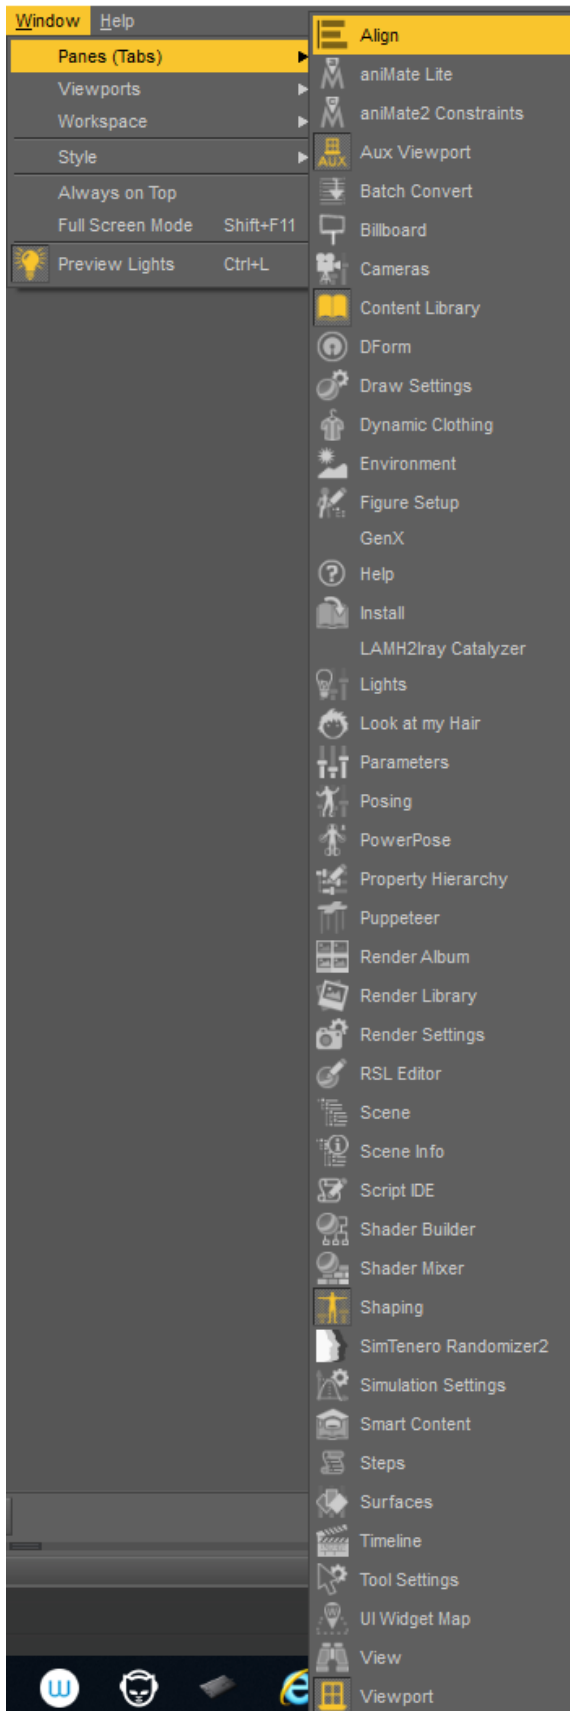 Window Help
Panes (Tabs)
Viewports
Workspace
Style
Always on Top
Full Screen Mode Shift+F11
Preview Lights Ctrl+L
Align
aniMate Lite
aniMate2 Constraints
AUX Aux Viewport
Batch Convert
Billboard
Cameras
Content Library
DForm
Draw Settings
Dynamic Clothing
Environment
Figure Setup
GenX
Help
Install
LAMH2Iray Catalyzer
Lights
Look at my Hair
Parameters
Posing
PowerPose
Property Hierarchy
Puppeteer
Render Album
Render Library
Render Settings
RSL Editor
Scene
Scene Info
Script IDE
Shader Builder
Shader Mixer
Shaping
SimTenero Randomizer2
Simulation Settings
Smart Content
Steps
Surfaces
Timeline
Tool Settings
UI Widget Map
View
Viewport